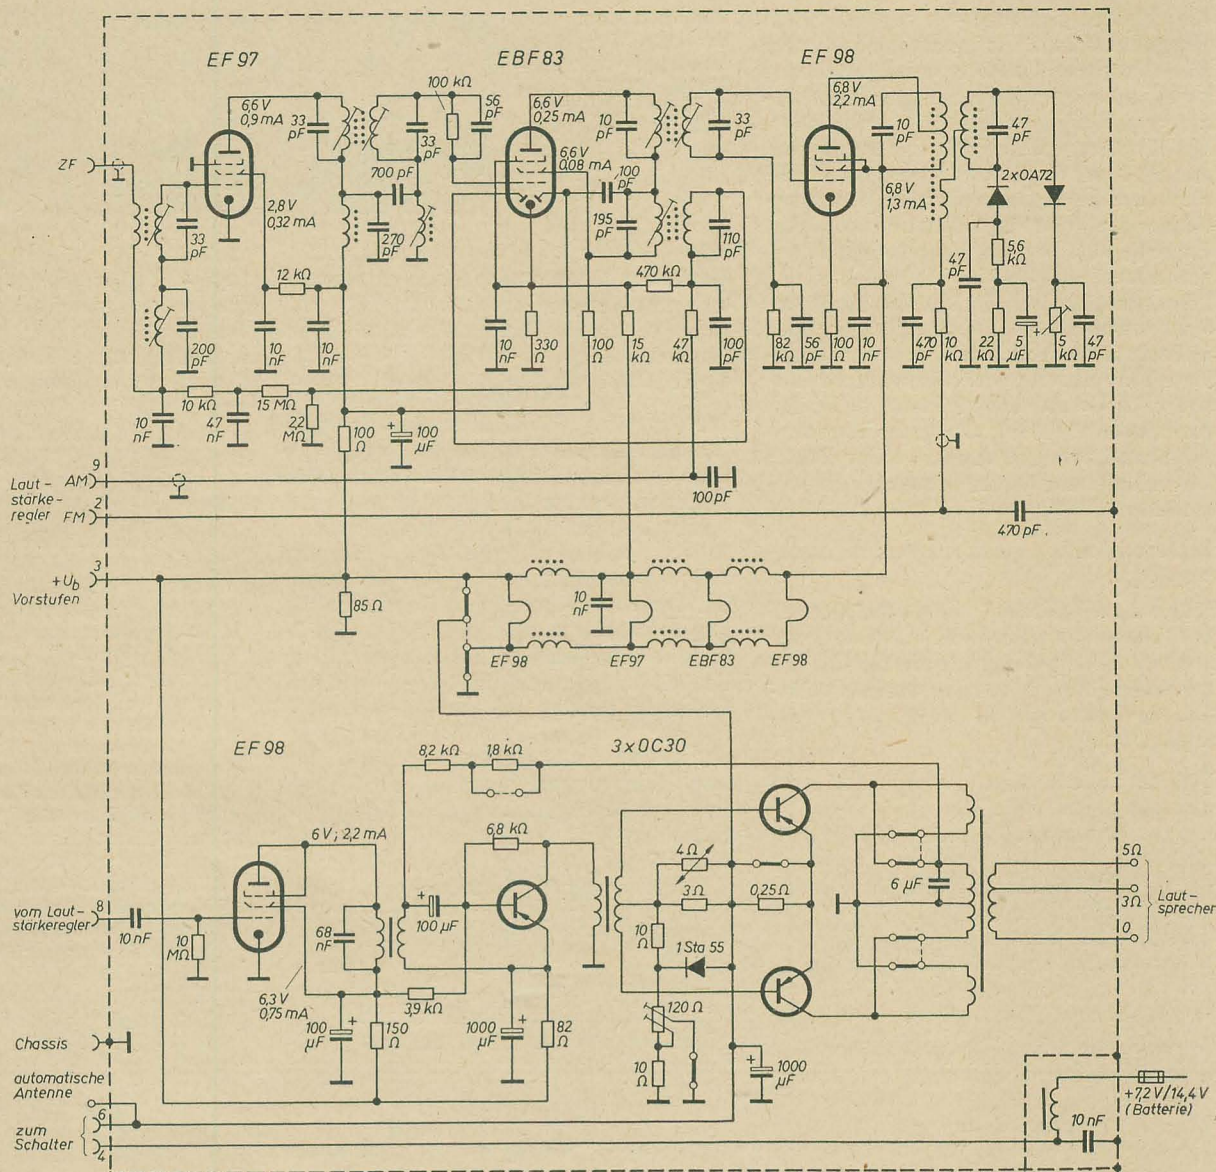 EF 97
EBF 83
EF 98
6,6 V
0,9 mA
33
pF
33
pF
100 kΩ
56
pF
6,6 V
0,25 mA
10
pF
33
pF
6,8 V
2,2 mA
10
pF
47
pF
ZF
700 pF
6,6 V
0,08 mA
100
pF
2xOA72
33
pF
2,8 V
0,32 mA
270
pF
195
pF
110
pF
6,8 V
1,3 mA
5,6
kΩ
12 kΩ
470 kΩ
47
pF
200
pF
10
nF
10
nF
10
nF
330
Ω
100
Ω
15
kΩ
47
kΩ
100
pF
82
kΩ
56
pF
100
Ω
10
nF
470
pF
10
kΩ
22
kΩ
5
µF
+
5
kΩ
47
pF
10 kΩ
15 MΩ
10
nF
47
nF
2,2
MΩ
100
Ω
+
100
µF
Laut-
stärke-
regler
9
AM
2
FM
100 pF
470 pF
3
+Ub
Vorstufen
85 Ω
10
nF
EF 98
EF97
EBF 83
EF 98
EF 98
8,2 kΩ
1,8 kΩ
3x0C30
6 V ; 2,2 mA
6,8 kΩ
4 Ω
3 Ω
0,25 Ω
6 µF
5 Ω
3 Ω
0
Laut-
sprecher
vom Laut-
stärkeregler
8
10 nF
10
MΩ
68
nF
+
100 µF
10
Ω
1 Sta 55
6,3 V
0,75 mA
3,9 kΩ
120 Ω
100
µF
+
150
Ω
1000
µF
+
82
Ω
10
Ω
+
1000
µF
Chassis
automatische
Antenne
6
zum
Schalter
4
10 nF
+7,2 V/14,4 V
(Batterie)